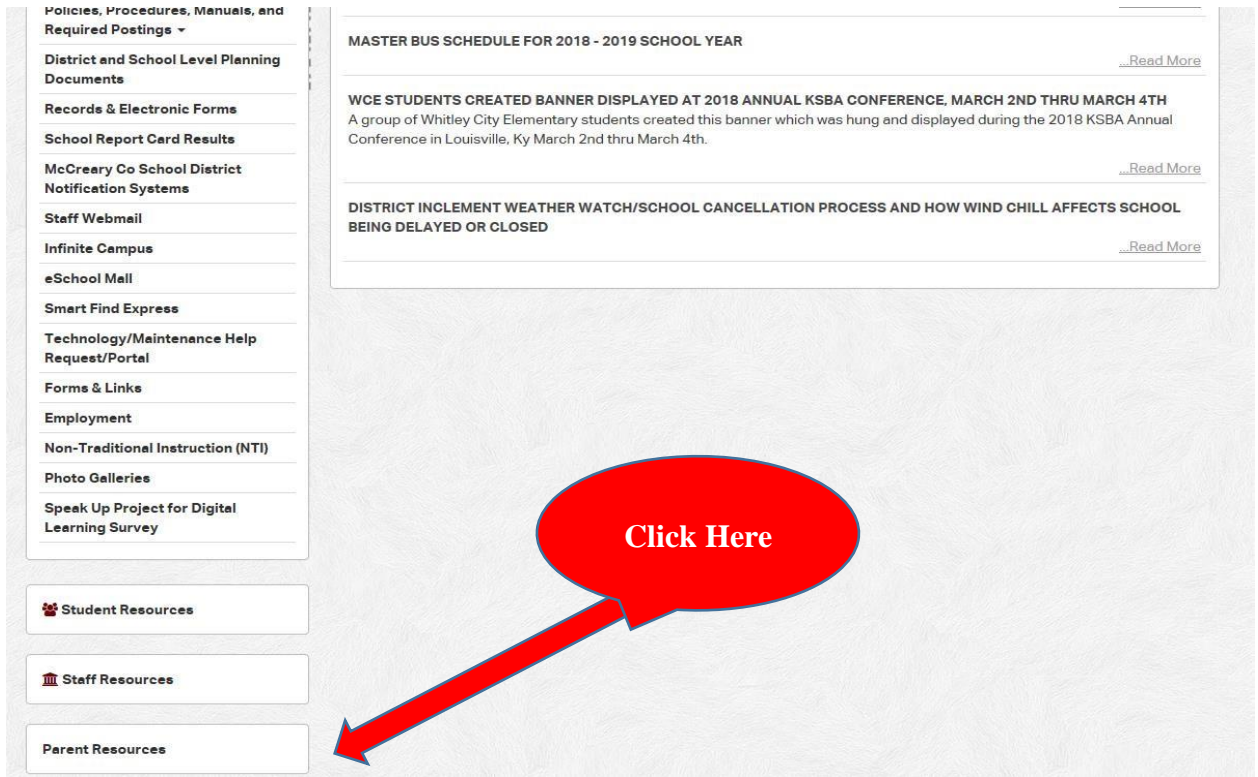 Policies, Procedures, Manuals, and
Required Postings
District and School Level Planning
Documents
Records & Electronic Forms
School Report Card Results
McCreary Co School District
Notification Systems
Staff Webmail
Infinite Campus
eSchool Mall
Smart Find Express
Technology/Maintenance Help
Request/Portal
Forms & Links
Employment
Non-Traditional Instruction (NTI)
Photo Galleries
Speak Up Project for Digital
Learning Survey
Student Resources
Staff Resources
Parent Resources
MASTER BUS SCHEDULE FOR 2018 - 2019 SCHOOL YEAR
...Read More
WCE STUDENTS CREATED BANNER DISPLAYED AT 2018 ANNUAL KSBA CONFERENCE, MARCH 2ND THRU MARCH 4TH
A group of Whitley City Elementary students created this banner which was hung and displayed during the 2018 KSBA Annual
Conference in Louisville, Ky March 2nd thru March 4th.
...Read More
DISTRICT INCLEMENT WEATHER WATCH/SCHOOL CANCELLATION PROCESS AND HOW WIND CHILL AFFECTS SCHOOL
BEING DELAYED OR CLOSED
...Read More
Click Here